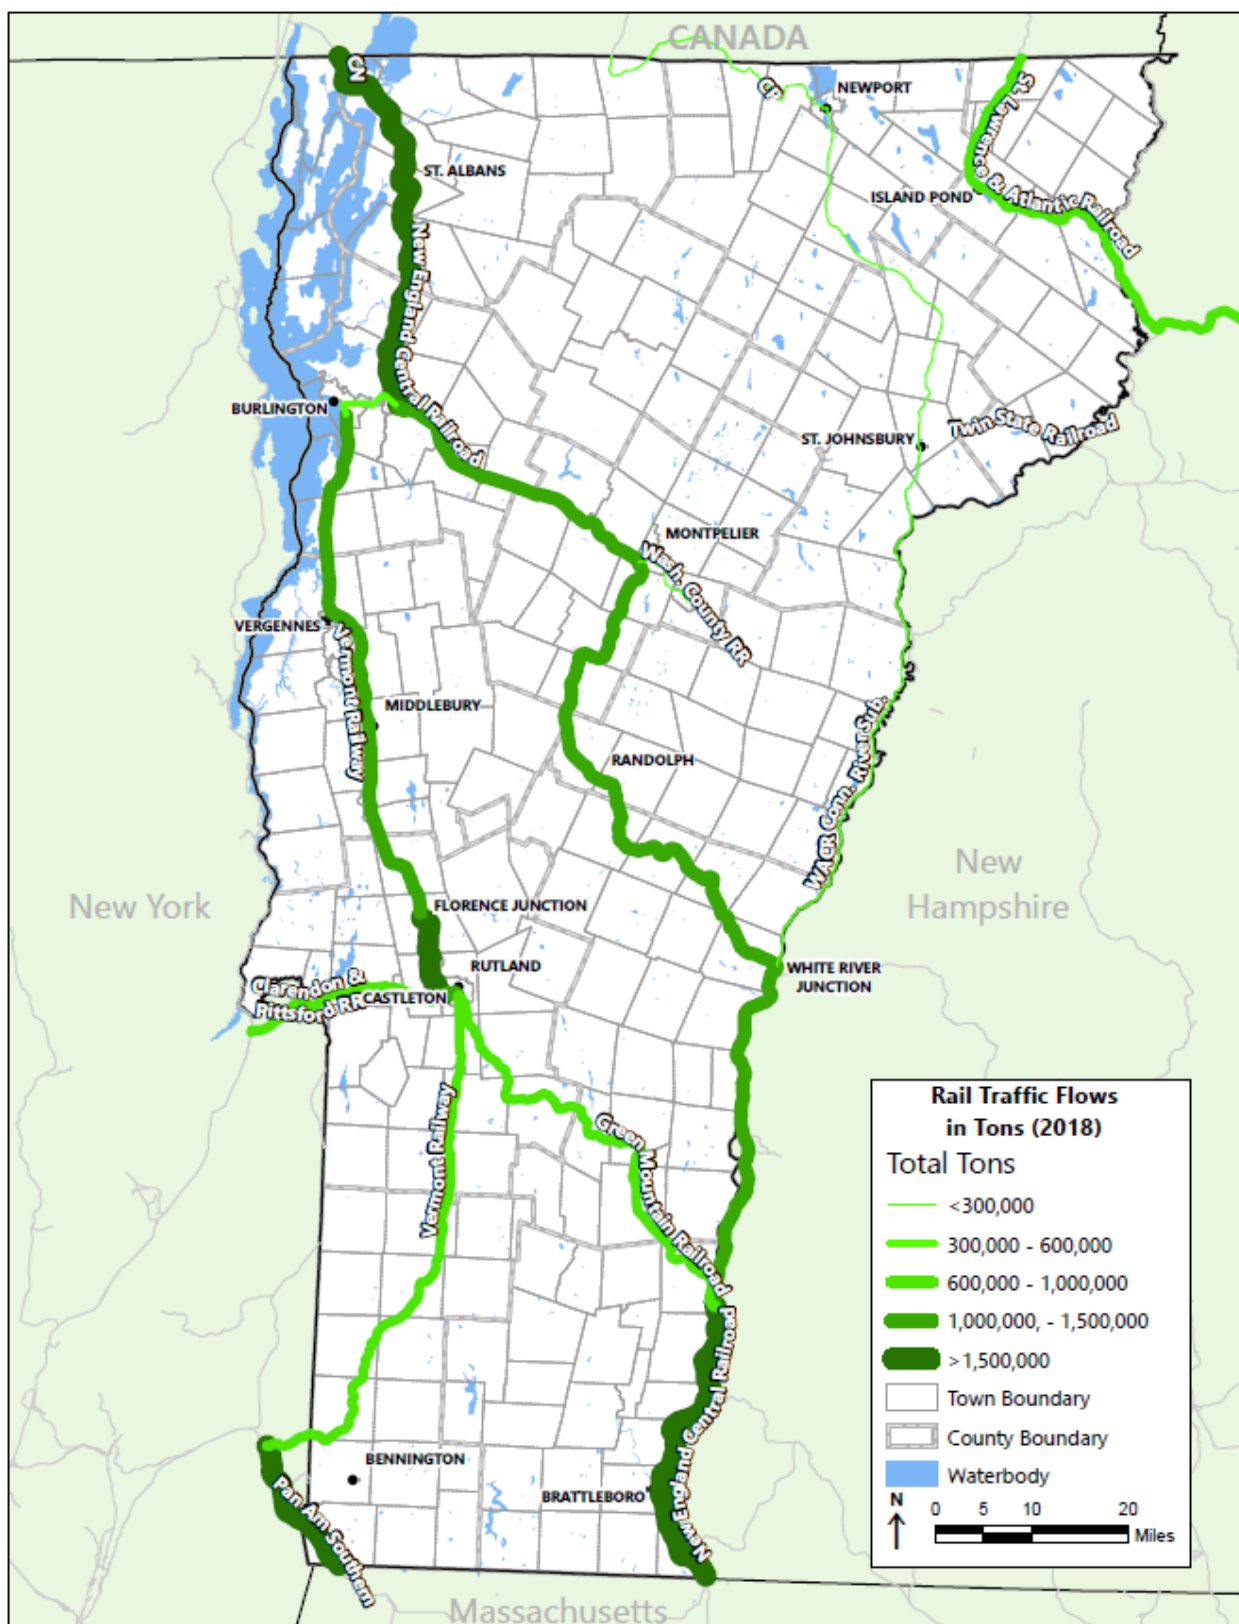 CANADA
CN
CP
NEWPORT
St. Lawrence & Atlantic Railroad
ST. ALBANS
ISLAND POND
New England Central Railroad
BURLINGTON
ST. JOHNSBURY
Twin State Railroad
MONTPELIER
Wash. County RR
VERGENNES
Vermont Railway
MIDDLEBURY
RANDOLPH
WACR Conn. River Sub.
New York
New
Hampshire
FLORENCE JUNCTION
RUTLAND
WHITE RIVER
JUNCTION
Clarendon &
Pittsford RR
CASTLETON
Vermont Railway
Green Mountain Railroad
New England Central Railroad
BENNINGTON
BRATTLEBORO
Pan Am Southern
Massachusetts
Rail Traffic Flows
in Tons (2018)
Total Tons
<300,000
300,000 - 600,000
600,000 - 1,000,000
1,000,000, - 1,500,000
>1,500,000
Town Boundary
County Boundary
Waterbody
N
0 5 10 20
Miles